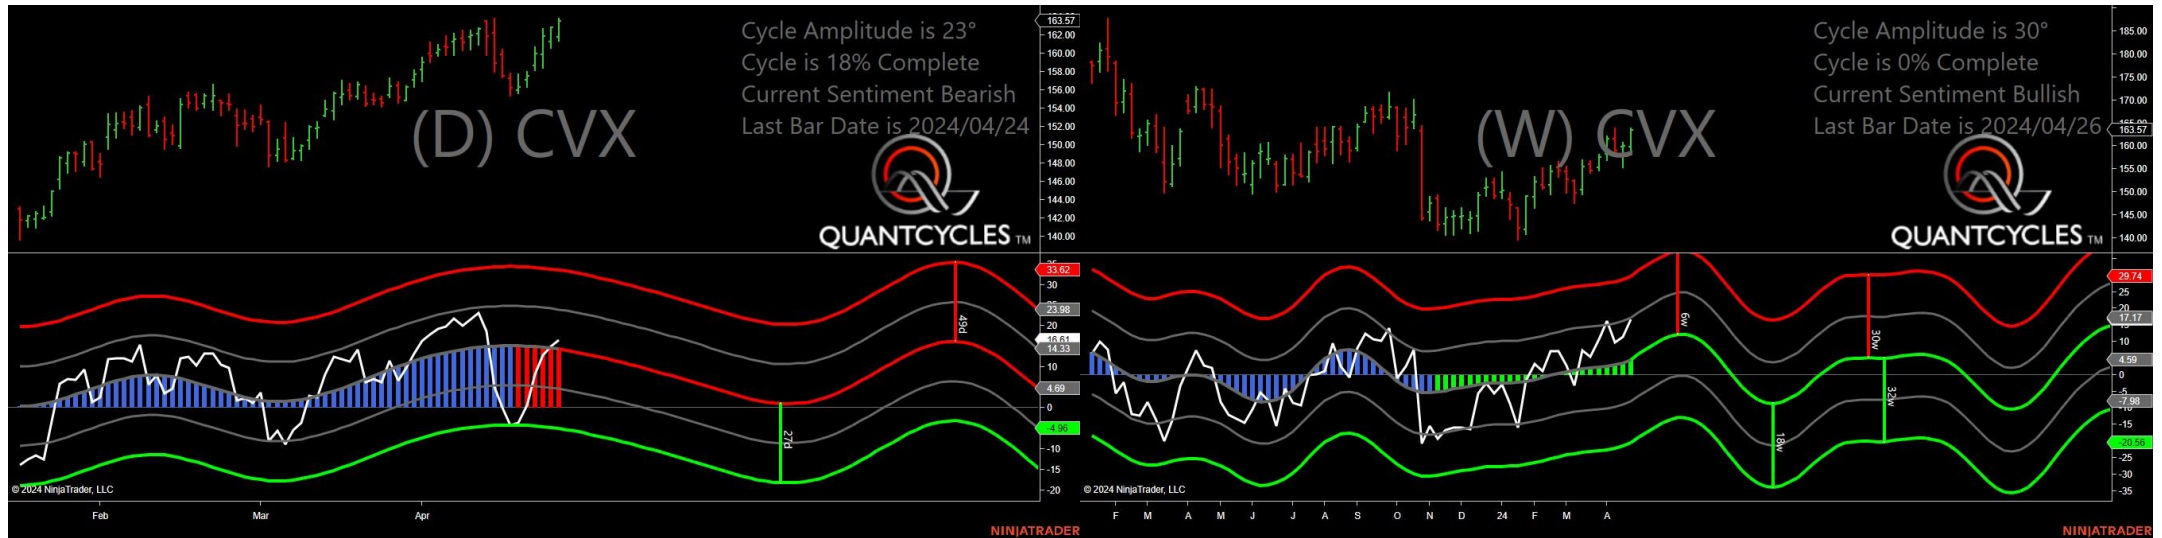 Cycle Amplitude is 23°
Cycle is 18% Complete
Current Sentiment Bearish
Last Bar Date is 2024/04/24
(D) CVX
QUANTCYCLES TM
163.57
162.00
160.00
158.00
156.00
154.00
152.00
150.00
148.00
146.00
144.00
142.00
140.00
33.62
30
23.98
20
14.33
10
4.69
0
-4.96
-10
-15
-20
49d
27d
© 2024 NinjaTrader, LLC
Feb Mar Apr
NINJATRADER
Cycle Amplitude is 30°
Cycle is 0% Complete
Current Sentiment Bullish
Last Bar Date is 2024/04/26
(W) CVX
QUANTCYCLES TM
185.00
180.00
175.00
170.00
163.57
160.00
155.00
150.00
145.00
140.00
29.74
25
20
17.17
10
4.59
0
-5
-7.98
-15
-20.56
-25
-30
-35
6w
30w
18w
32w
© 2024 NinjaTrader, LLC
F M A M J J A S O N D 24 F M A
NINJATRADER